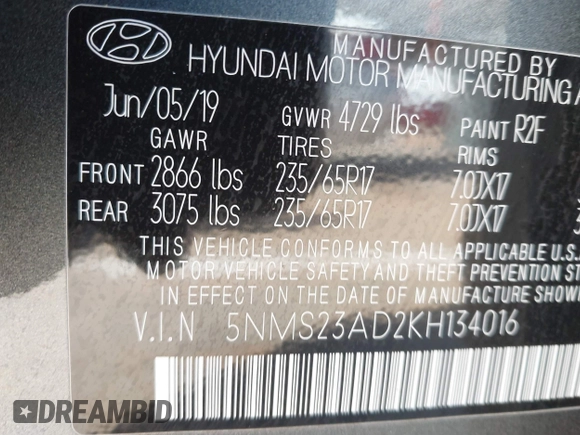 MANUFACTURED BY
HYUNDAI MOTOR MANUFACTURING
Jun/05/19 GVWR 4729 lbs PAINT R2F
GAWR TIRES RIMS
FRONT 2866 lbs 235/65R17 7.0JX17
REAR 3075 lbs 235/65R17 7.0JX17
THIS VEHICLE CONFORMS TO ALL APPLICABLE U.S.
MOTOR VEHICLE SAFETY AND THEFT PREVENTION
IN EFFECT ON THE DATE OF MANUFACTURE SHOWN
V.I.N 5NMS23AD2KH134016
DREAMBID